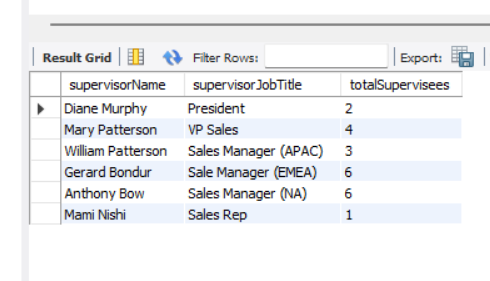 Result Grid Filter Rows: Export:
supervisorName supervisorJobTitle totalSupervisees
Diane Murphy President 2
Mary Patterson VP Sales 4
William Patterson Sales Manager (APAC) 3
Gerard Bondur Sale Manager (EMEA) 6
Anthony Bow Sales Manager (NA) 6
Mami Nishi Sales Rep 1